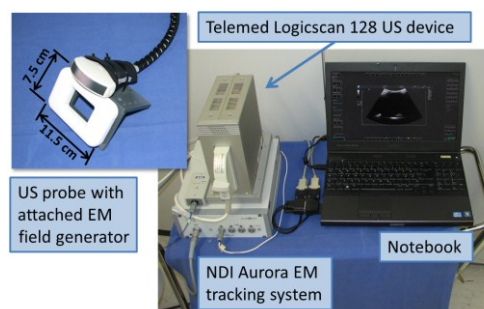 Telemed Logicscan 128 US device
7.5 cm
11.5 cm
US probe with
attached EM
field generator
NDI Aurora EM
tracking system
Notebook